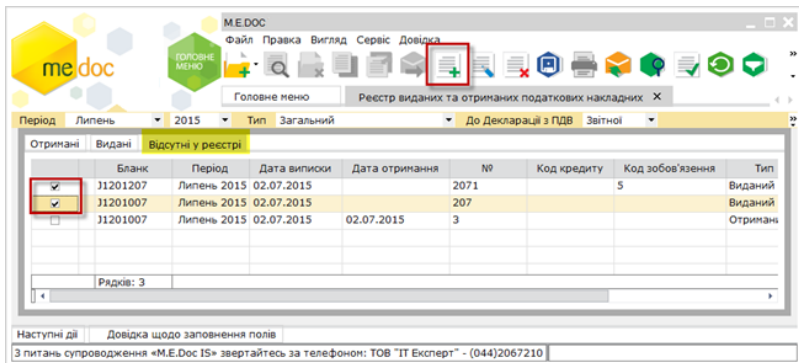 M.E.DOC
Файл Правка Вигляд Сервіс Довідка
me doc
ГОЛОВНЕ МЕНЮ
Головне меню Реєстр виданих та отриманих податкових накладних
Період Липень 2015 Тип Загальний До Декларації з ПДВ Звітної
Отримані Видані Відсутні у реєстрі
Бланк Період Дата виписки Дата отримання № Код кредиту Код зобов'язення Тип
J1201207 Липень 2015 02.07.2015 2071 5 Виданий
J1201007 Липень 2015 02.07.2015 207 Виданий
J1201007 Липень 2015 02.07.2015 02.07.2015 3 Отримани
Рядків: 3
Наступні дії Довідка щодо заповнення полів
З питань супроводження «M.E.Doc IS» звертайтесь за телефоном: ТОВ "ІТ Експерт" - (044)2067210